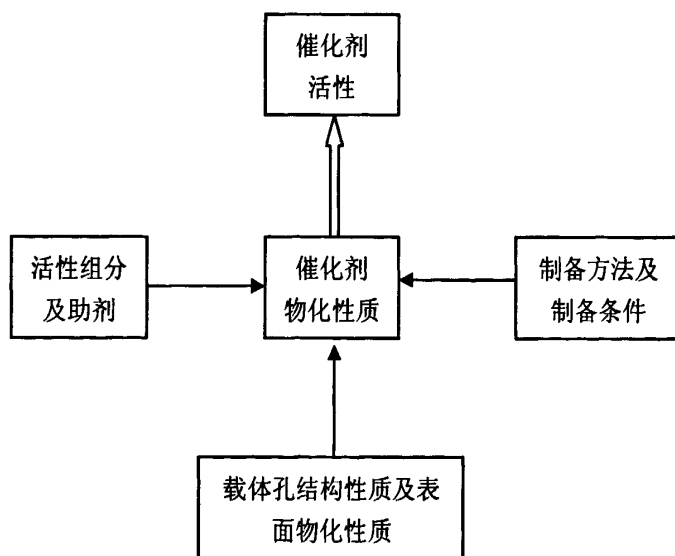 催化剂
活性
活性组分
及助剂
催化剂
物化性质
制备方法及
制备条件
载体孔结构性质及表
面物化性质